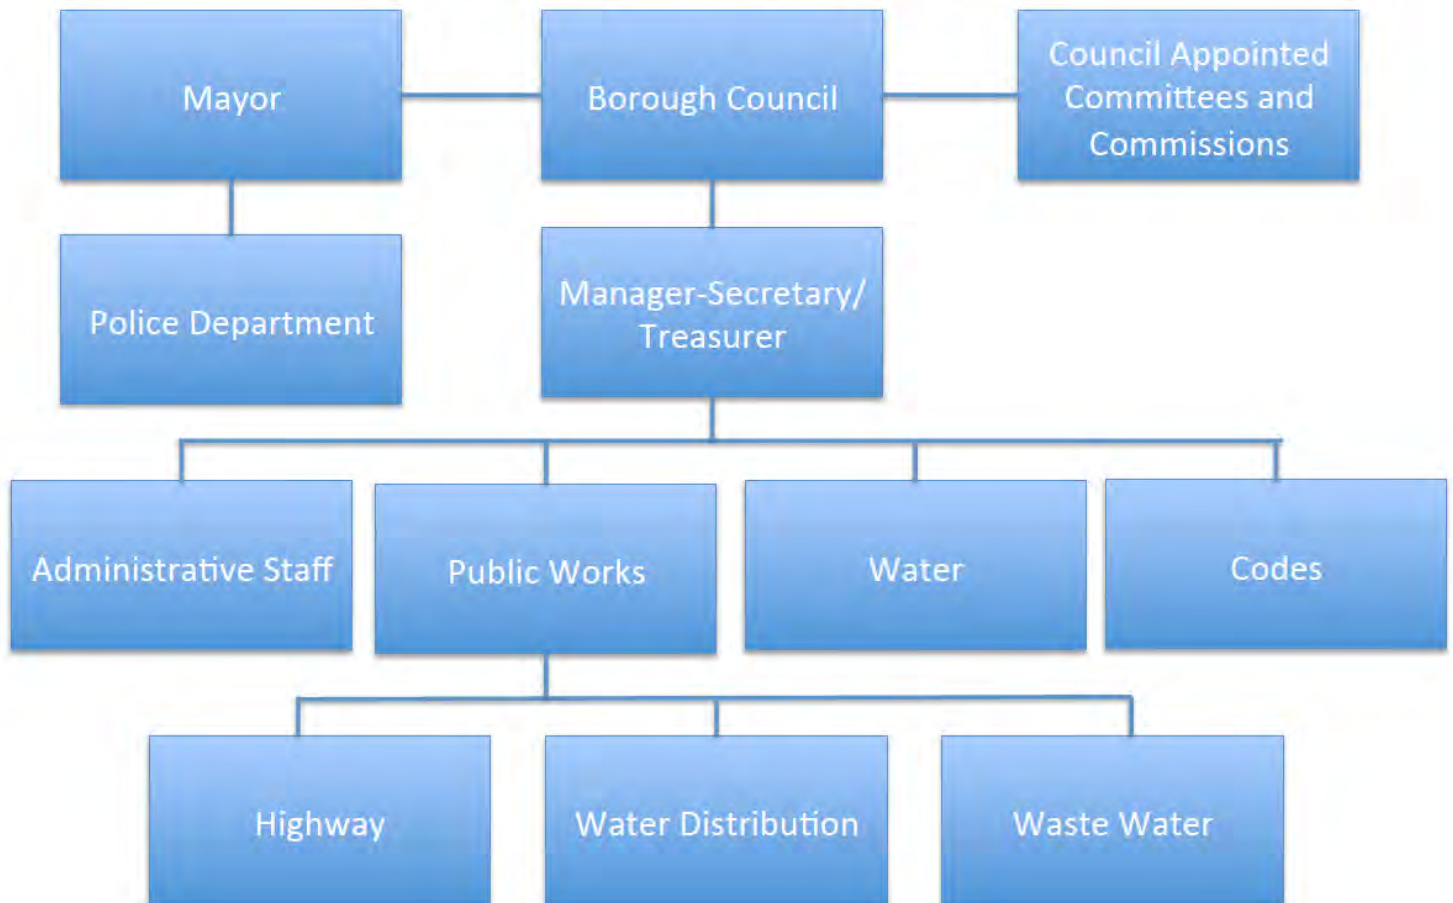 Mayor
Borough Council
Council Appointed
Committees and
Commissions
Police Department
Manager-Secretary/
Treasurer
Administrative Staff
Public Works
Water
Codes
Highway
Water Distribution
Waste Water